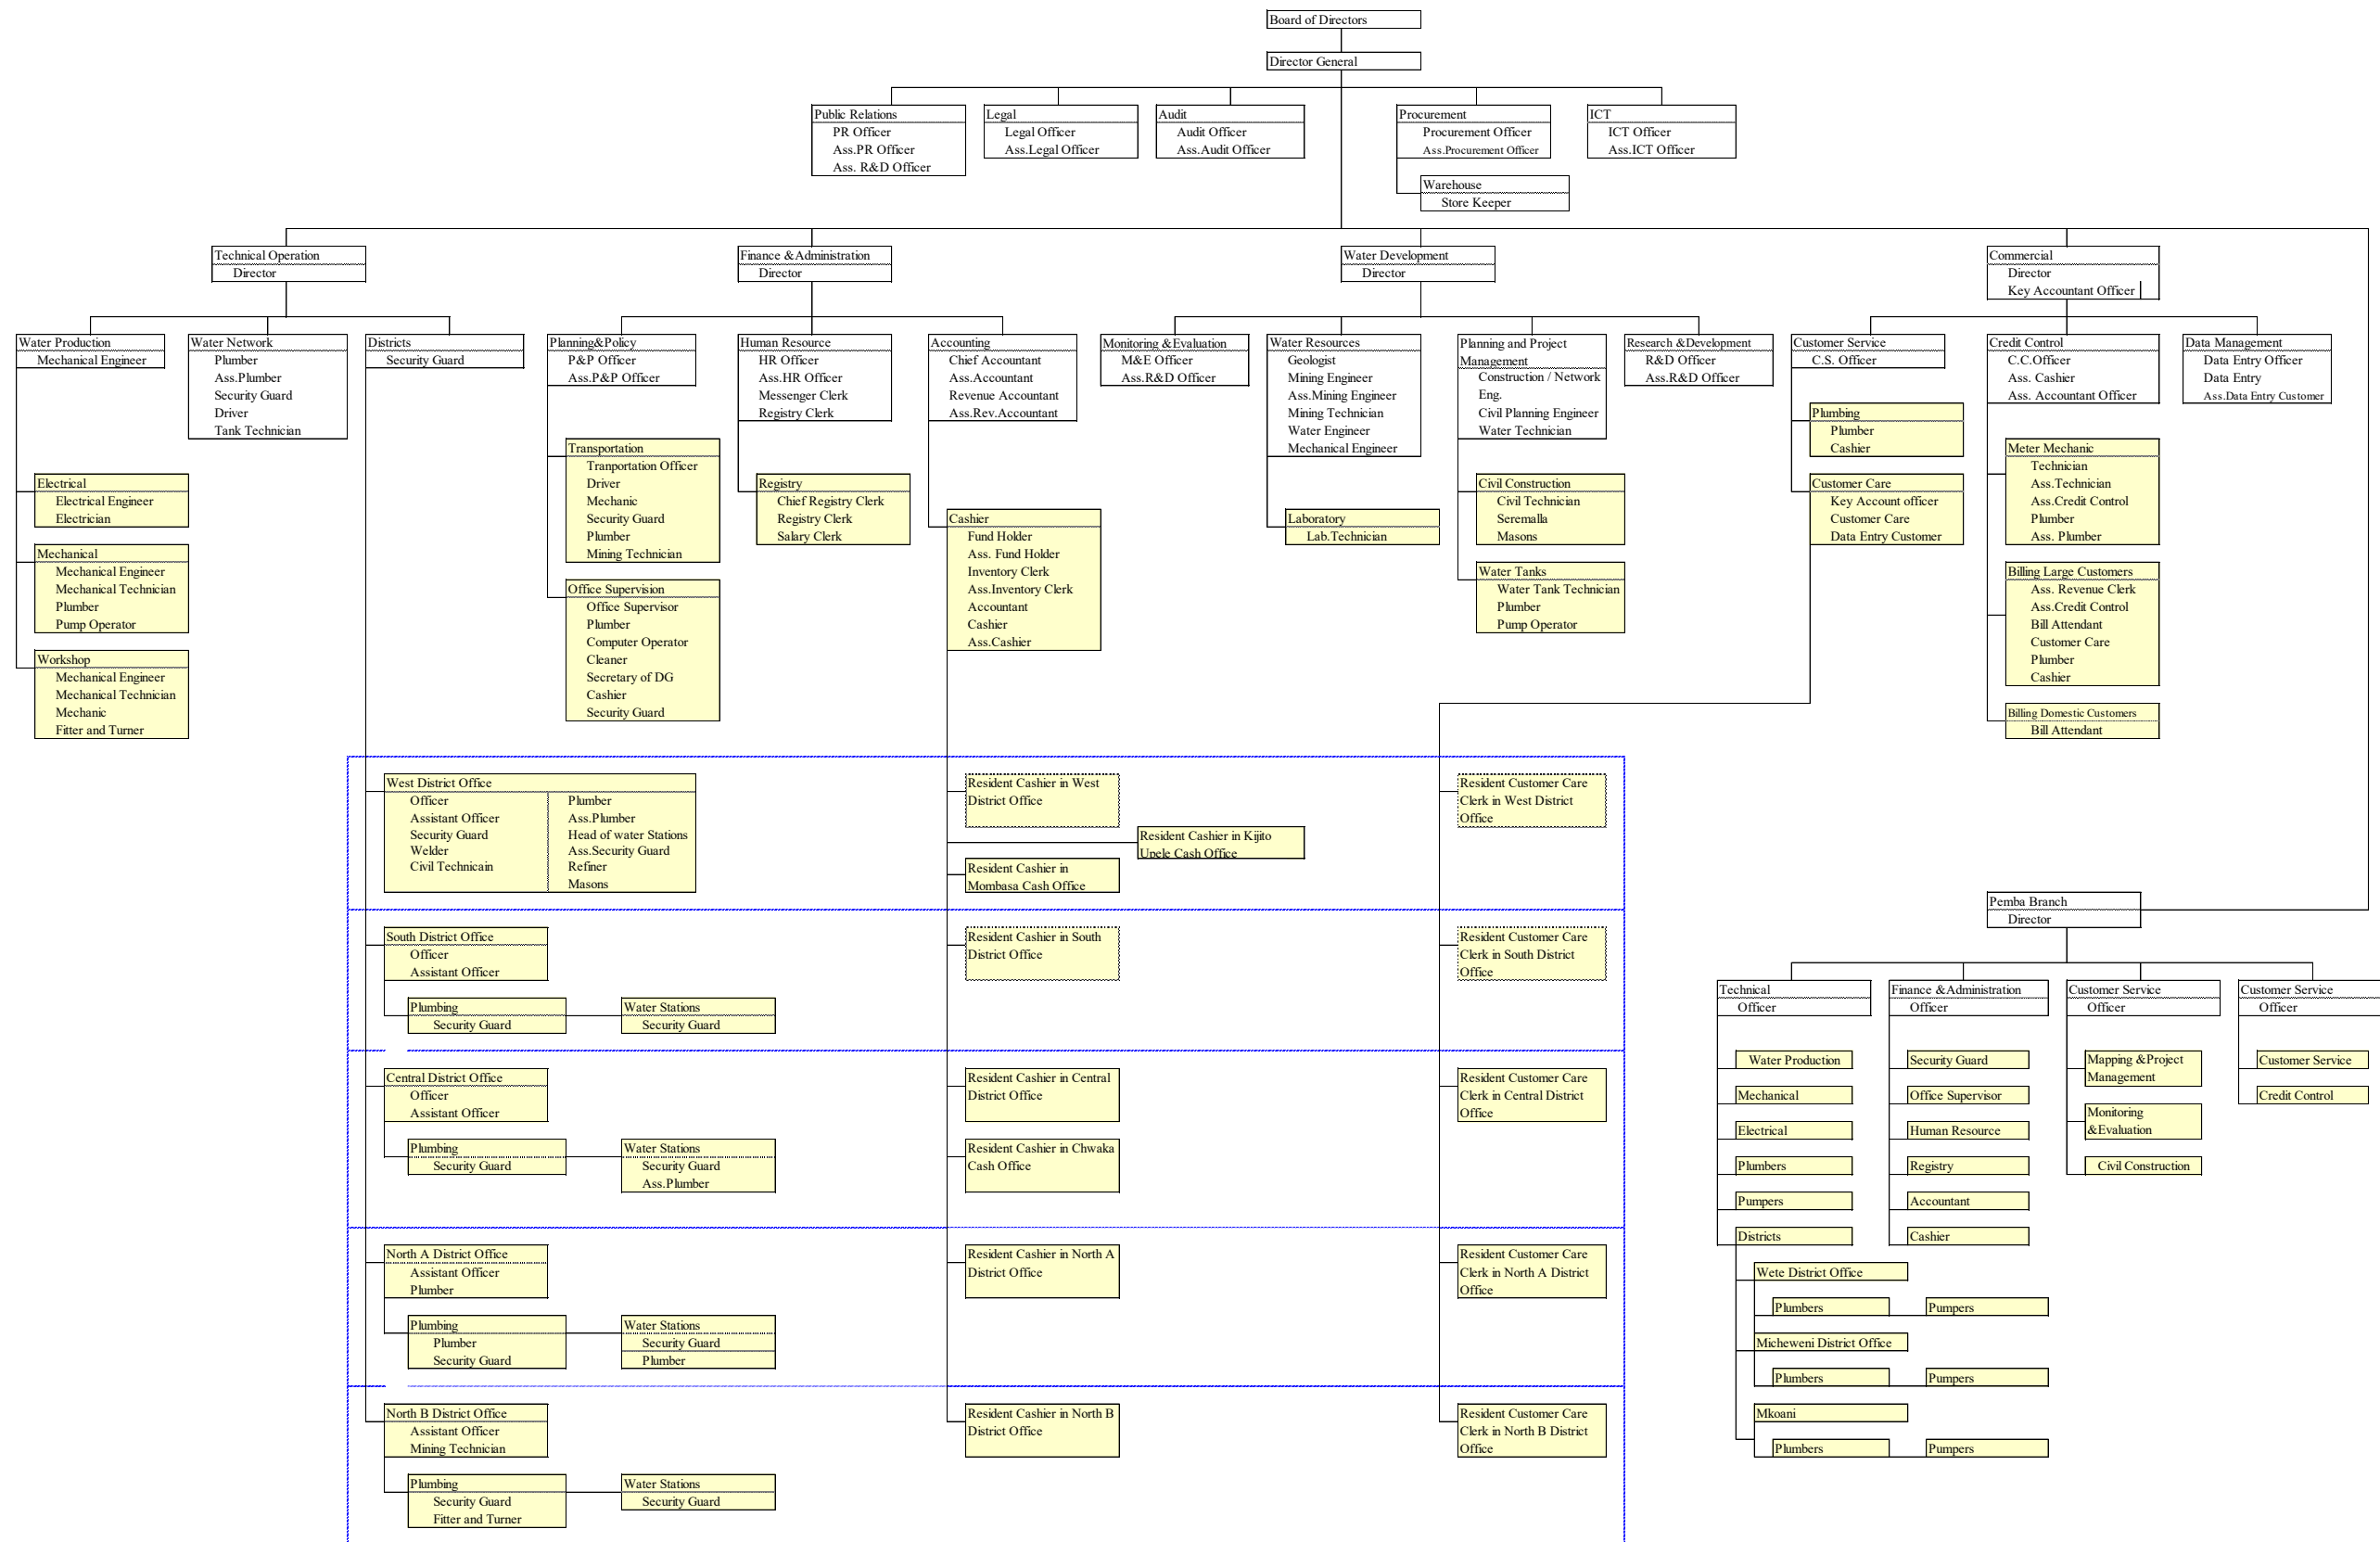 Board of Directors
Director General
Public Relations
PR Officer
Ass.PR Officer
Ass. R&D Officer
Legal
Legal Officer
Ass.Legal Officer
Audit
Audit Officer
Ass.Audit Officer
Procurement
Procurement Officer
Ass.Procurement Officer
Warehouse
Store Keeper
ICT
ICT Officer
Ass.ICT Officer
Technical Operation
Director
Finance &Administration
Director
Water Development
Director
Commercial
Director
Key Accountant Officer
Water Production
Mechanical Engineer
Electrical
Electrical Engineer
Electrician
Mechanical
Mechanical Engineer
Mechanical Technician
Plumber
Pump Operator
Workshop
Mechanical Engineer
Mechanical Technician
Mechanic
Fitter and Turner
Water Network
Plumber
Ass.Plumber
Security Guard
Driver
Tank Technician
Districts
Security Guard
Planning&Policy
P&P Officer
Ass.P&P Officer
Transportation
Tranportation Officer
Driver
Mechanic
Security Guard
Plumber
Mining Technician
Office Supervision
Office Supervisor
Plumber
Computer Operator
Cleaner
Secretary of DG
Cashier
Security Guard
Human Resource
HR Officer
Ass.HR Officer
Messenger Clerk
Registry Clerk
Registry
Chief Registry Clerk
Registry Clerk
Salary Clerk
Accounting
Chief Accountant
Ass.Accountant
Revenue Accountant
Ass.Rev.Accountant
Cashier
Fund Holder
Ass. Fund Holder
Inventory Clerk
Ass.Inventory Clerk
Accountant
Cashier
Ass.Cashier
Monitoring &Evaluation
M&E Officer
Ass.R&D Officer
Water Resources
Geologist
Mining Engineer
Ass.Mining Engineer
Mining Technician
Water Engineer
Mechanical Engineer
Laboratory
Lab.Technician
Planning and Project
Management
Construction / Network
Eng.
Civil Planning Engineer
Water Technician
Civil Construction
Civil Technician
Seremalla
Masons
Water Tanks
Water Tank Technician
Plumber
Pump Operator
Research &Development
R&D Officer
Ass.R&D Officer
Customer Service
C.S. Officer
Plumbing
Plumber
Cashier
Customer Care
Key Account officer
Customer Care
Data Entry Customer
Credit Control
C.C.Officer
Ass. Cashier
Ass. Accountant Officer
Meter Mechanic
Technician
Ass.Technician
Ass.Credit Control
Plumber
Ass. Plumber
Billing Large Customers
Ass. Revenue Clerk
Ass.Credit Control
Bill Attendant
Customer Care
Plumber
Cashier
Billing Domestic Customers
Bill Attendant
Data Management
Data Entry Officer
Data Entry
Ass.Data Entry Customer
West District Office
Officer
Assistant Officer
Security Guard
Welder
Civil Technicain
Plumber
Ass.Plumber
Head of water Stations
Ass.Security Guard
Refiner
Masons
Resident Cashier in West
District Office
Resident Cashier in Kijito
Upele Cash Office
Resident Cashier in
Mombasa Cash Office
Resident Customer Care
Clerk in West District
Office
South District Office
Officer
Assistant Officer
Plumbing
Security Guard
Water Stations
Security Guard
Resident Cashier in South
District Office
Resident Customer Care
Clerk in South District
Office
Central District Office
Officer
Assistant Officer
Plumbing
Security Guard
Water Stations
Security Guard
Ass.Plumber
Resident Cashier in Central
District Office
Resident Cashier in Chwaka
Cash Office
Resident Customer Care
Clerk in Central District
Office
North A District Office
Assistant Officer
Plumber
Plumbing
Plumber
Security Guard
Water Stations
Security Guard
Plumber
Resident Cashier in North A
District Office
Resident Customer Care
Clerk in North A District
Office
North B District Office
Assistant Officer
Mining Technician
Plumbing
Security Guard
Fitter and Turner
Water Stations
Security Guard
Resident Cashier in North B
District Office
Resident Customer Care
Clerk in North B District
Office
Pemba Branch
Director
Technical
Officer
Water Production
Mechanical
Electrical
Plumbers
Pumpers
Districts
Wete District Office
Plumbers
Pumpers
Micheweni District Office
Plumbers
Pumpers
Mkoani
Plumbers
Pumpers
Finance &Administration
Officer
Security Guard
Office Supervisor
Human Resource
Registry
Accountant
Cashier
Customer Service
Officer
Mapping &Project
Management
Monitoring
&Evaluation
Civil Construction
Customer Service
Officer
Customer Service
Credit Control